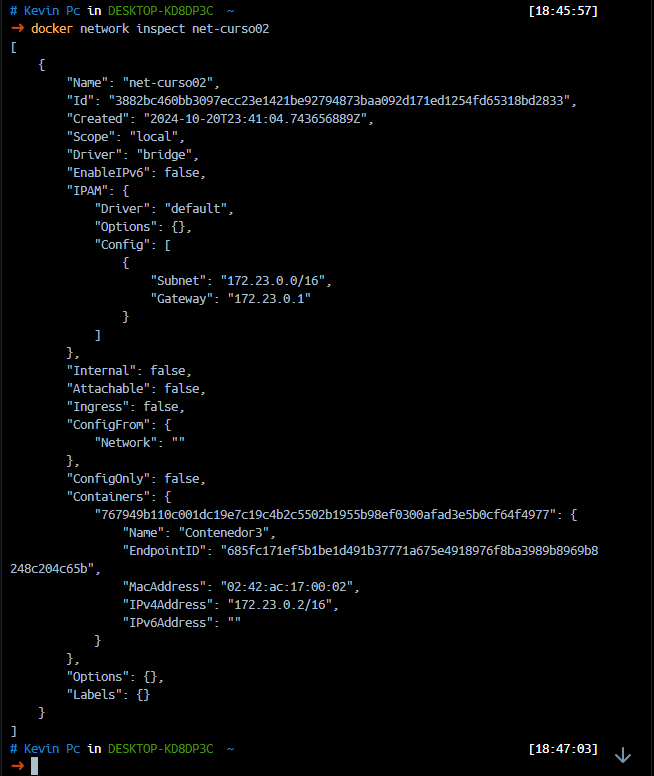 # Kevin Pc in DESKTOP-KD8DP3C ~ [18:45:57]
→ docker network inspect net-curso02
[
    {
        "Name": "net-curso02",
        "Id": "3882bc460bb3097ecc23e1421be92794873baa092d171ed1254fd65318bd2833",
        "Created": "2024-10-20T23:41:04.743656889Z",
        "Scope": "local",
        "Driver": "bridge",
        "EnableIPv6": false,
        "IPAM": {
            "Driver": "default",
            "Options": {},
            "Config": [
                {
                    "Subnet": "172.23.0.0/16",
                    "Gateway": "172.23.0.1"
                }
            ]
        },
        "Internal": false,
        "Attachable": false,
        "Ingress": false,
        "ConfigFrom": {
            "Network": ""
        },
        "ConfigOnly": false,
        "Containers": {
            "767949b110c001dc19e7c19c4b2c5502b1955b98ef0300afad3e5b0cf64f4977": {
                "Name": "Contenedor3",
                "EndpointID": "685fc171ef5b1be1d491b37771a675e4918976f8ba3989b8969b8
248c204c65b",
                "MacAddress": "02:42:ac:17:00:02",
                "IPv4Address": "172.23.0.2/16",
                "IPv6Address": ""
            }
        },
        "Options": {},
        "Labels": {}
    }
]
# Kevin Pc in DESKTOP-KD8DP3C ~ [18:47:03]
→